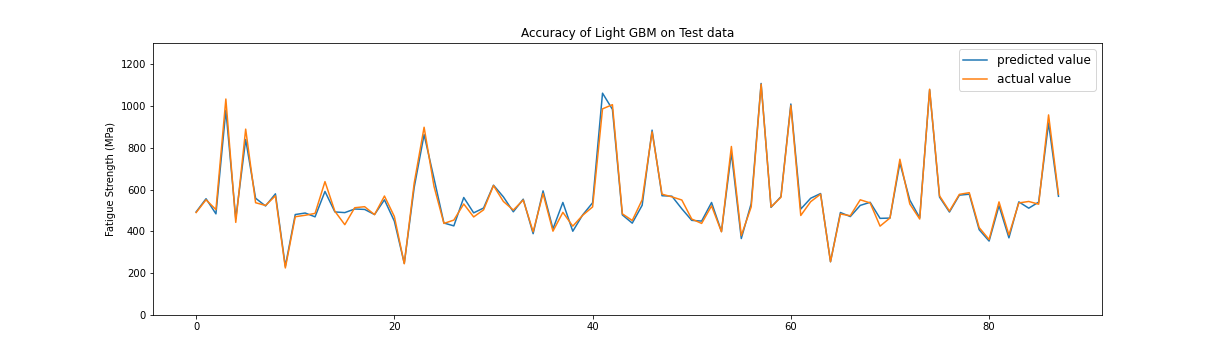 Accuracy of Light GBM on Test data
1200
1000
800
600
400
200
0
Fatigue Strength (MPa)
predicted value
actual value
0 20 40 60 80